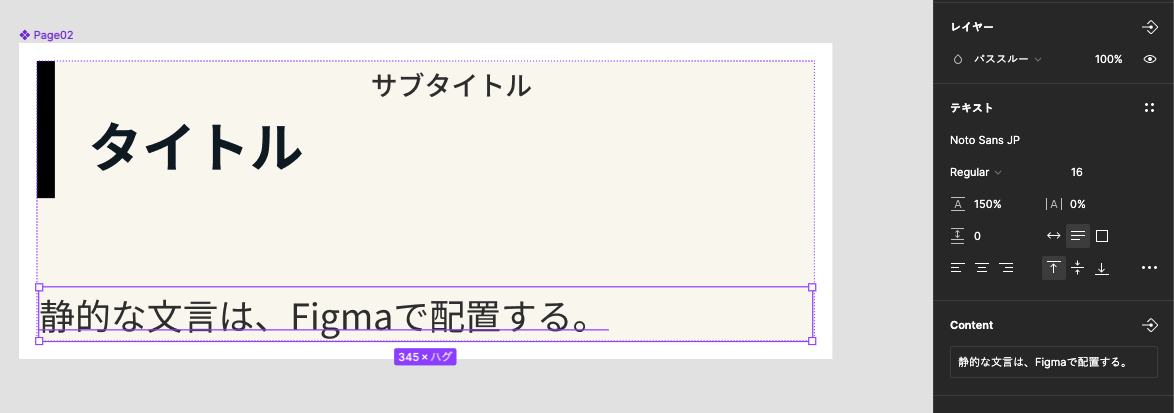 Page02
サブタイトル
タイトル
静的な文言は、Figmaで配置する。
345 × ハグ
レイヤー
パススルー 100%
テキスト
Noto Sans JP
Regular 16
150% 0%
0
Content
静的な文言は、Figmaで配置する。